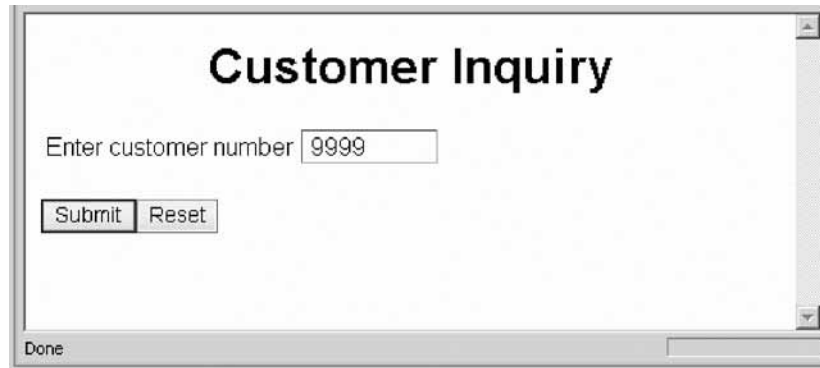 Customer Inquiry
Enter customer number 9999
Submit Reset
Done